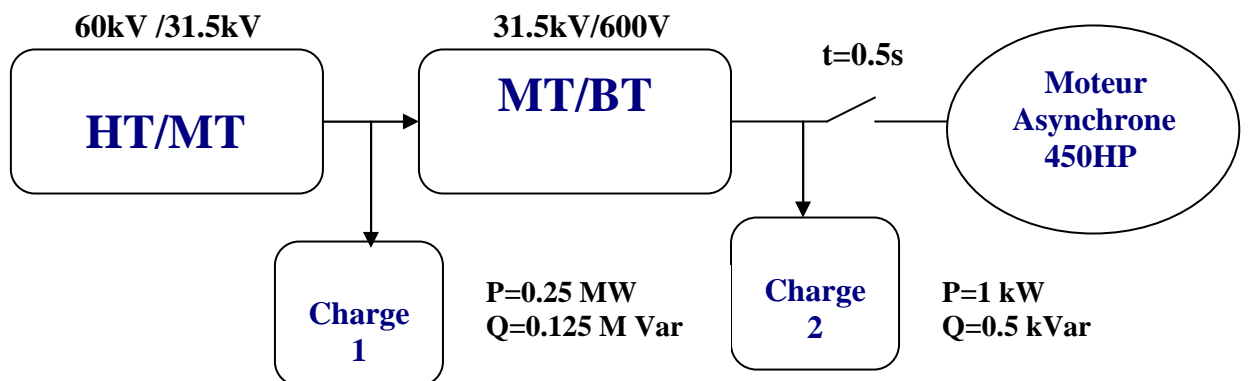 60kV /31.5kV
31.5kV/600V
t=0.5s
HT/MT
MT/BT
Moteur
Asynchrone
450HP
Charge
1
P=0.25 MW
Q=0.125 M Var
Charge
2
P=1 kW
Q=0.5 kVar